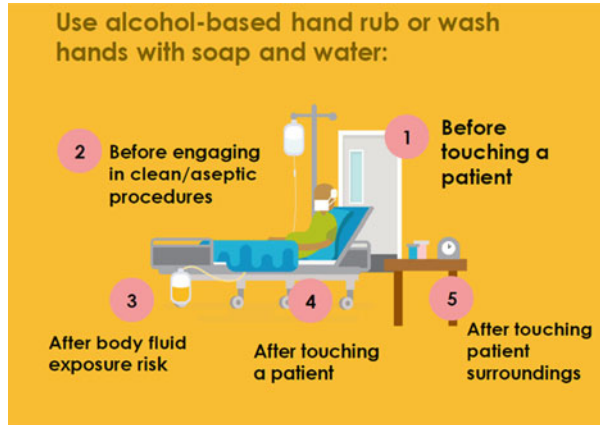 Use alcohol-based hand rub or wash
hands with soap and water:
1
Before
touching a
patient
2
Before engaging
in clean/aseptic
procedures
3
After body fluid
exposure risk
4
After touching
a patient
5
After touching
patient
surroundings